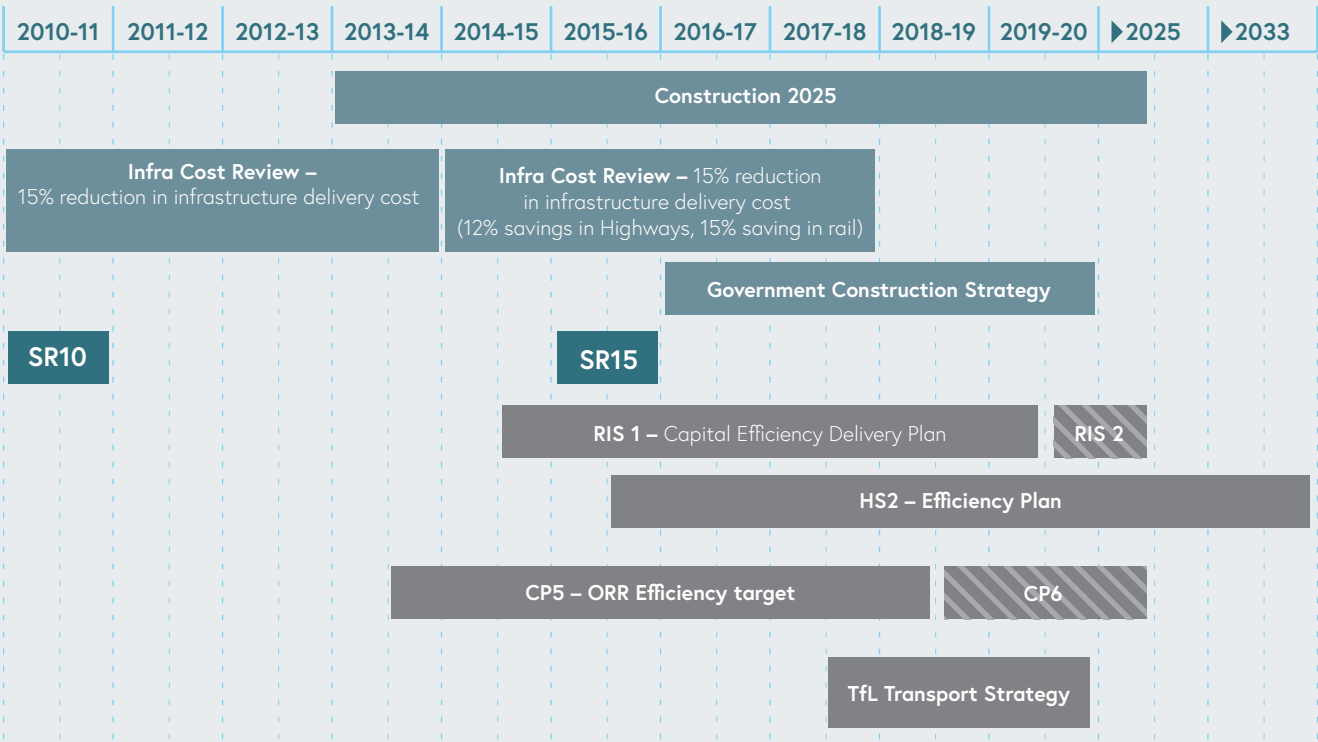 2010-11 2011-12 2012-13 2013-14 2014-15 2015-16 2016-17 2017-18 2018-19 2019-20 2025 2033
Construction 2025
Infra Cost Review –
15% reduction in infrastructure delivery cost
Infra Cost Review – 15% reduction
in infrastructure delivery cost
(12% savings in Highways, 15% saving in rail)
Government Construction Strategy
SR10
SR15
RIS 1 – Capital Efficiency Delivery Plan
RIS 2
HS2 – Efficiency Plan
CP5 – ORR Efficiency target
CP6
TfL Transport Strategy